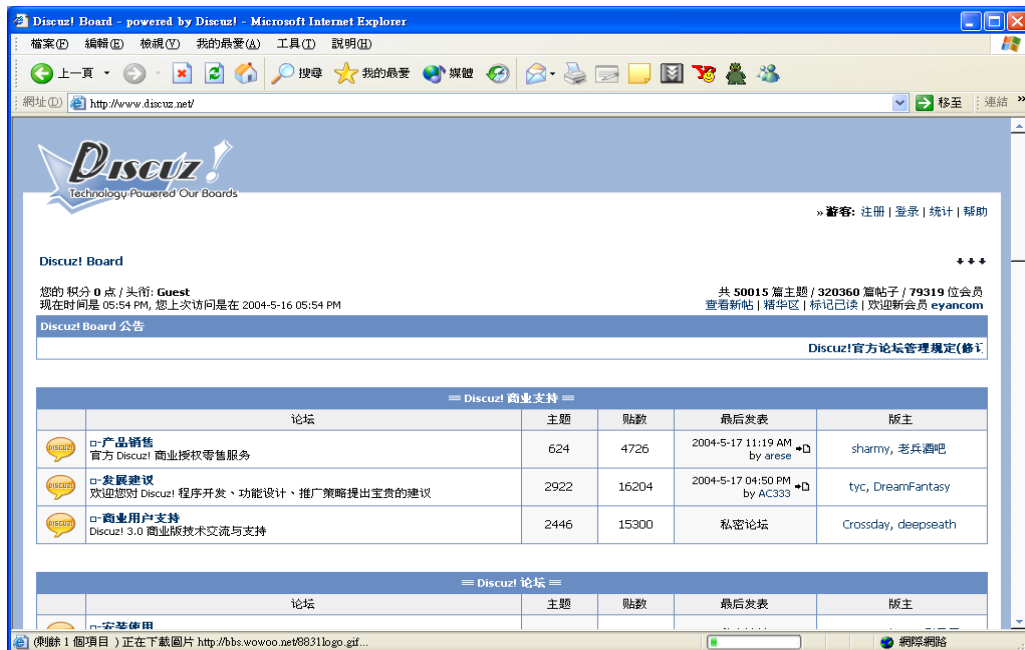 Discuz! Board - powered by Discuz! - Microsoft Internet Explorer
檔案(F) 編輯(E) 檢視(V) 我的最愛(A) 工具(T) 說明(H)
上一頁 搜尋 我的最愛 媒體
網址(D) http://www.discuz.net/ 移至 連結 »
Discuz!
Technology Powered Our Boards
» 游客: 注册 | 登录 | 统计 | 帮助
Discuz! Board
您的 积分 0 点 / 头衔: Guest
共 50015 篇主题 / 320360 篇帖子 / 79319 位会员
现在时间是 05:54 PM, 您上次访问是在 2004-5-16 05:54 PM
查看新帖 | 精华区 | 标记已读 | 欢迎新会员 eyancom
Discuz! Board 公告
Discuz!官方论坛管理规定(修订
═ Discuz! 商业支持 ═
论坛 主题 贴数 最后发表 版主
DISCUZ! □-产品销售 624 4726 2004-5-17 11:19 AM sharmy, 老兵酒吧
官方 Discuz! 商业授权零售服务 by arese
DISCUZ! □-发展建议 2922 16204 2004-5-17 04:50 PM tyc, DreamFantasy
欢迎您对 Discuz! 程序开发、功能设计、推广策略提出宝贵的建议 by AC333
DISCUZ! □-商业用户支持 2446 15300 私密论坛 Crossday, deepseath
Discuz! 3.0 商业版技术交流与支持
═ Discuz! 论坛 ═
论坛 主题 贴数 最后发表 版主
□-安装使用
(剩餘 1 個項目 ) 正在下載圖片 http://bbs.wowoo.net/8831logo.gif... 網際網路